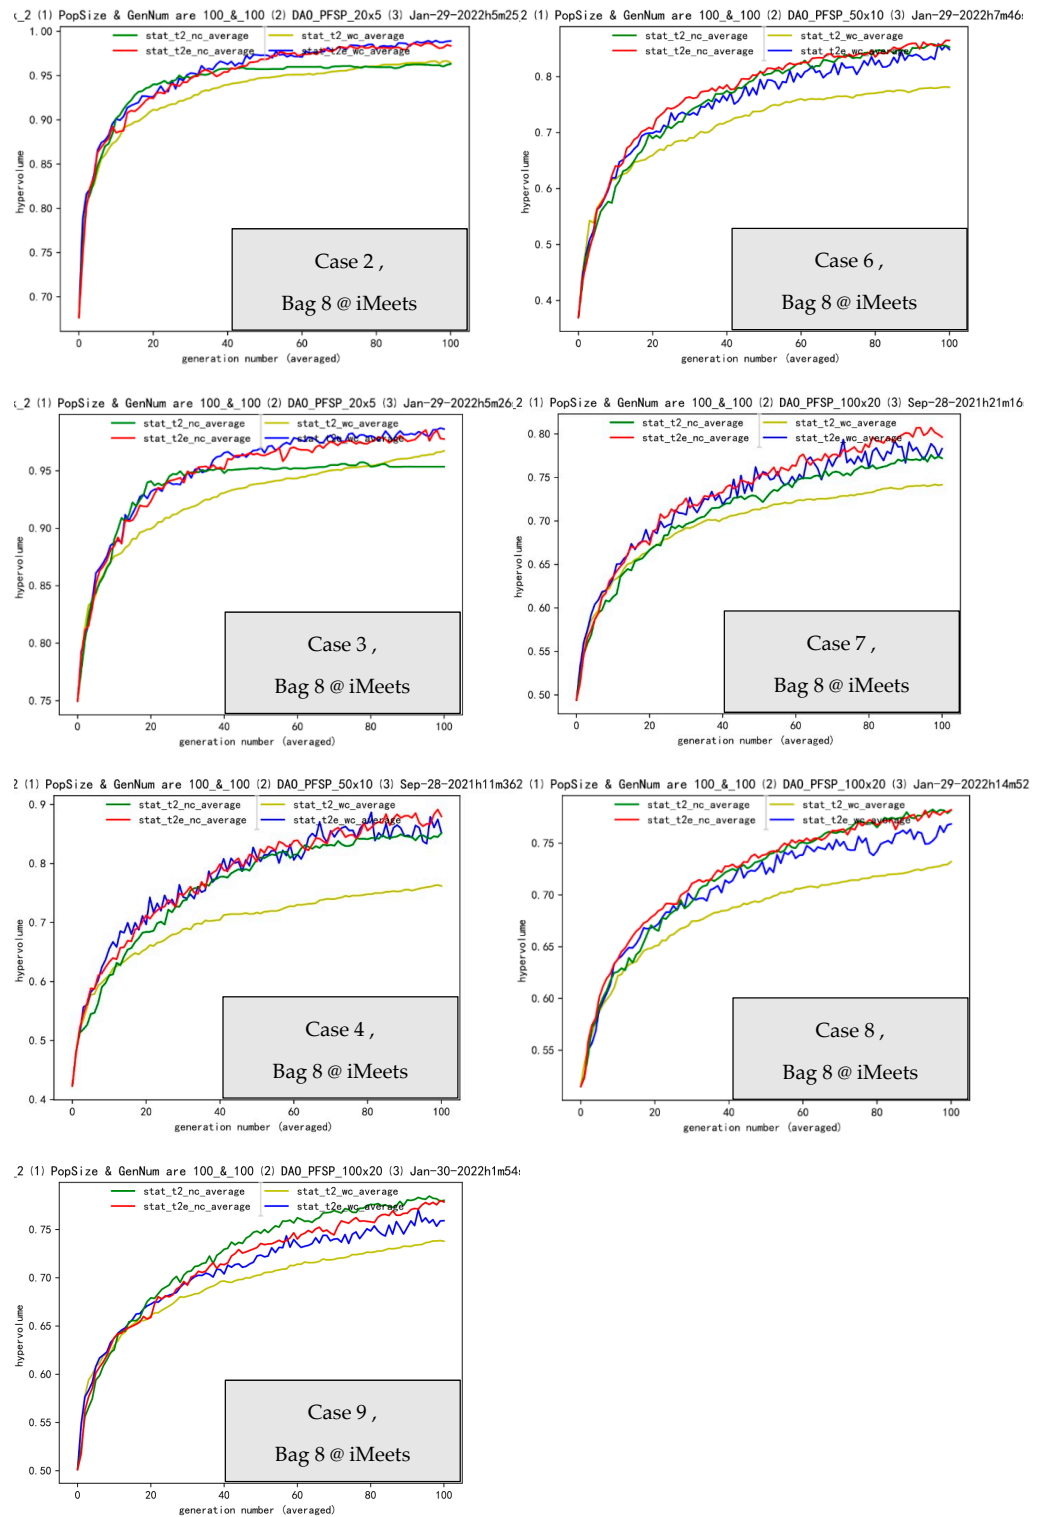 _2 (1) PopSize & GenNum are 100_&_100 (2) DAO_PFSP_20x5 (3) Jan-29-2022h5m25
stat_t2_nc_average
stat_t2_wc_average
stat_t2e_nc_average
stat_t2e_wc_average
1.00
0.95
0.90
0.85
0.80
0.75
0.70
hypervolume
Case 2 ,
Bag 8 @ iMeets
0 20 40 60 80 100
generation number (averaged)
_2 (1) PopSize & GenNum are 100_&_100 (2) DAO_PFSP_50x10 (3) Jan-29-2022h7m46
stat_t2_nc_average
stat_t2_wc_average
stat_t2e_nc_average
stat_t2e_wc_average
0.8
0.7
0.6
0.5
0.4
hypervolume
Case 6 ,
Bag 8 @ iMeets
0 20 40 60 80 100
generation number (averaged)
_2 (1) PopSize & GenNum are 100_&_100 (2) DAO_PFSP_20x5 (3) Jan-29-2022h5m26
stat_t2_nc_average
stat_t2_wc_average
stat_t2e_nc_average
stat_t2e_wc_average
0.95
0.90
0.85
0.80
0.75
hypervolume
Case 3 ,
Bag 8 @ iMeets
0 20 40 60 80 100
generation number (averaged)
_2 (1) PopSize & GenNum are 100_&_100 (2) DAO_PFSP_100x20 (3) Sep-28-2021h21m16
stat_t2_nc_average
stat_t2_wc_average
stat_t2e_nc_average
stat_t2e_wc_average
0.80
0.75
0.70
0.65
0.60
0.55
0.50
hypervolume
Case 7 ,
Bag 8 @ iMeets
0 20 40 60 80 100
generation number (averaged)
2 (1) PopSize & GenNum are 100_&_100 (2) DAO_PFSP_50x10 (3) Sep-28-2021h11m36
stat_t2_nc_average
stat_t2_wc_average
stat_t2e_nc_average
stat_t2e_wc_average
0.9
0.8
0.7
0.6
0.5
0.4
hypervolume
Case 4 ,
Bag 8 @ iMeets
0 20 40 60 80 100
generation number (averaged)
2 (1) PopSize & GenNum are 100_&_100 (2) DAO_PFSP_100x20 (3) Jan-29-2022h14m52
stat_t2_nc_average
stat_t2_wc_average
stat_t2e_nc_average
stat_t2e_wc_average
0.75
0.70
0.65
0.60
0.55
hypervolume
Case 8 ,
Bag 8 @ iMeets
0 20 40 60 80 100
generation number (averaged)
_2 (1) PopSize & GenNum are 100_&_100 (2) DAO_PFSP_100x20 (3) Jan-30-2022h1m54
stat_t2_nc_average
stat_t2_wc_average
stat_t2e_nc_average
stat_t2e_wc_average
0.75
0.70
0.65
0.60
0.55
0.50
hypervolume
Case 9 ,
Bag 8 @ iMeets
0 20 40 60 80 100
generation number (averaged)